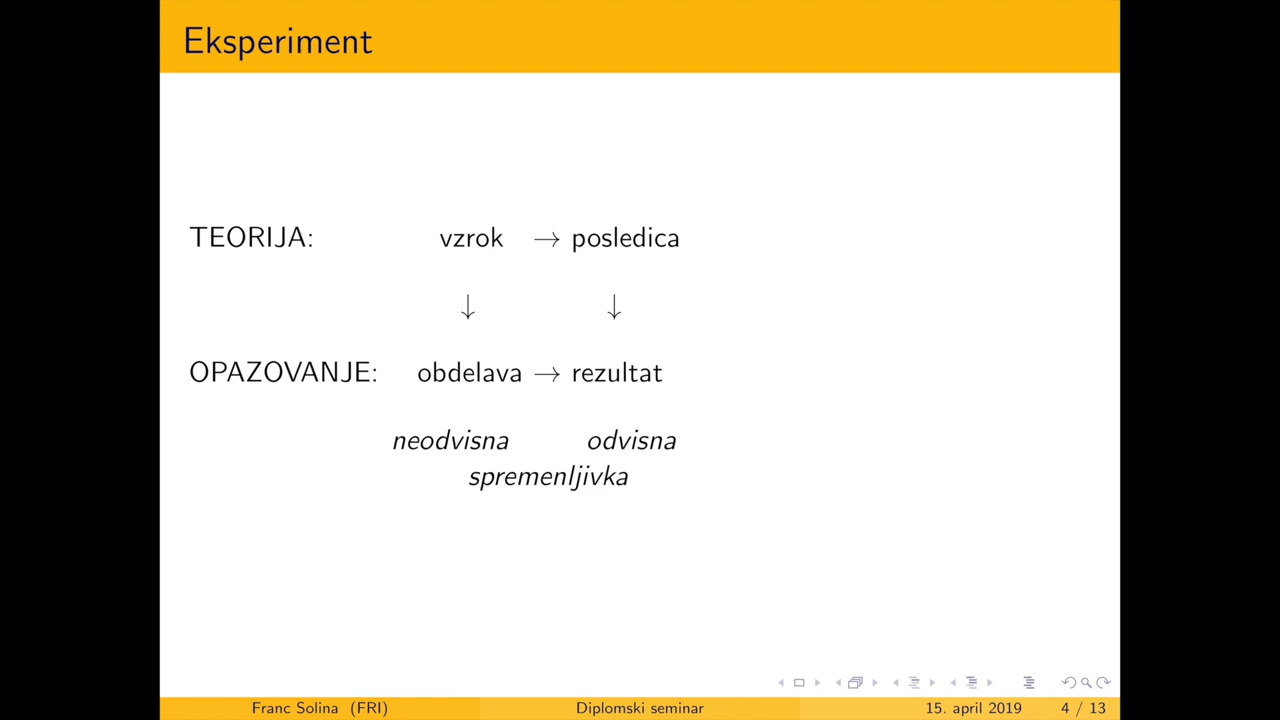 Eksperiment
TEORIJA: vzrok → posledica
↓ ↓
OPAZOVANJE: obdelava → rezultat
neodvisna odvisna
spremenljivka
Franc Solina (FRI) Diplomski seminar 15. april 2019 4 / 13